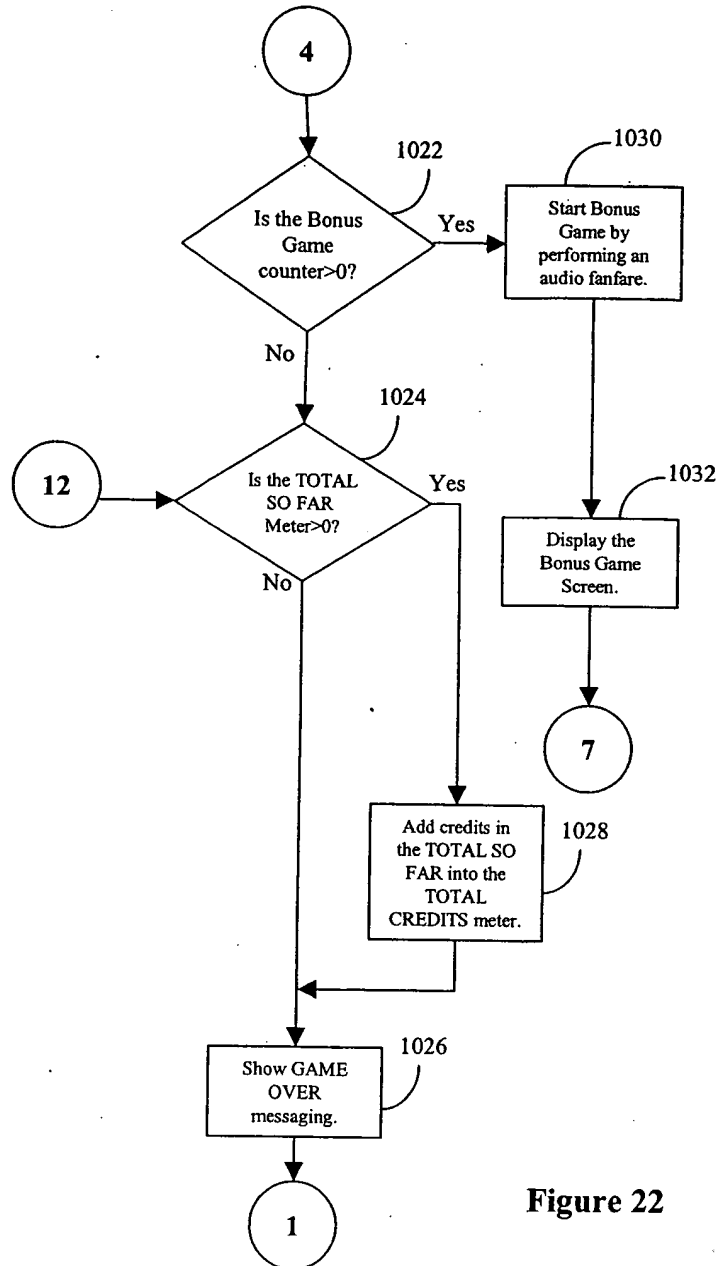 4
1022
Is the Bonus
Game
counter>0?
Yes
No
1030
Start Bonus
Game by
performing an
audio fanfare.
12
1024
Is the TOTAL
SO FAR
Meter>0?
Yes
No
1032
Display the
Bonus Game
Screen.
7
Add credits in
the TOTAL SO
FAR into the
TOTAL
CREDITS meter.
1028
Show GAME
OVER
messaging.
1026
1
Figure 22